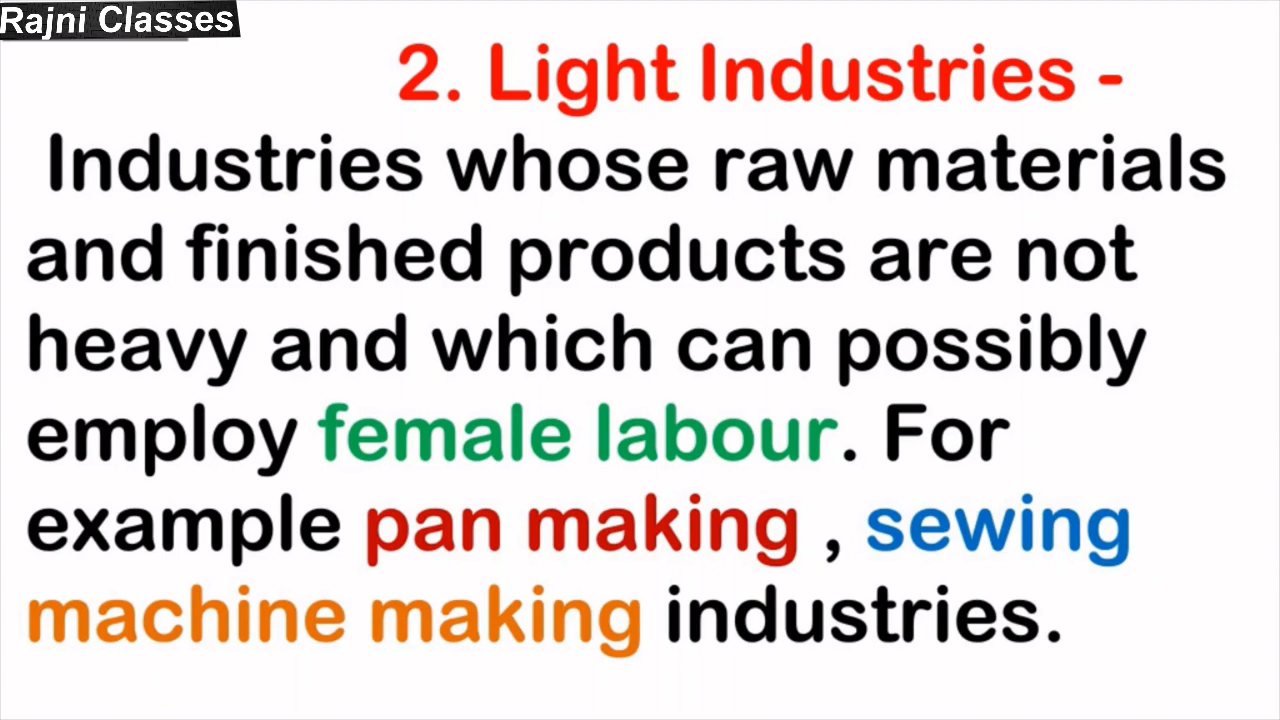 Rajni Classes
2. Light Industries -
Industries whose raw materials
and finished products are not
heavy and which can possibly
employ female labour. For
example pan making , sewing
machine making industries.